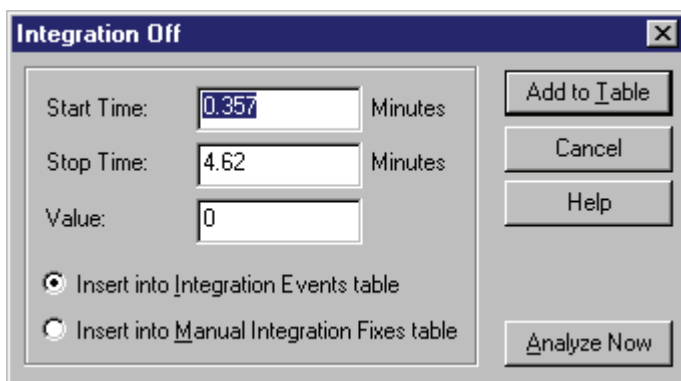 Integration Off
Start Time: 0.357 Minutes
Stop Time: 4.62 Minutes
Value: 0
Insert into Integration Events table
Insert into Manual Integration Fixes table
Add to Table
Cancel
Help
Analyze Now